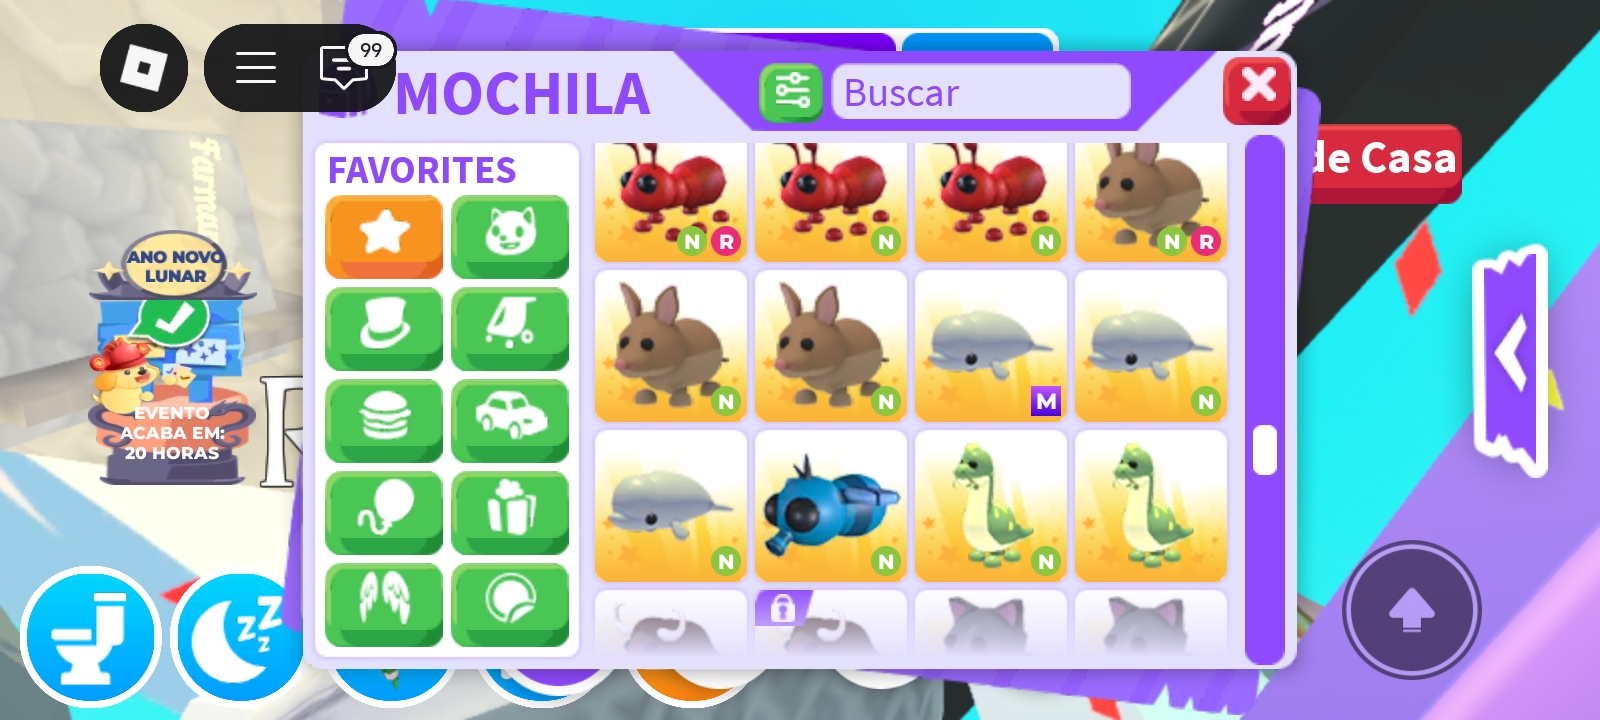 99
MOCHILA
Buscar
FAVORITES
de Casa
ANO NOVO
LUNAR
EVENTO
ACABA EM:
20 HORAS
N R
N
N
N R
N
N
M
N
N
N
N
z z z